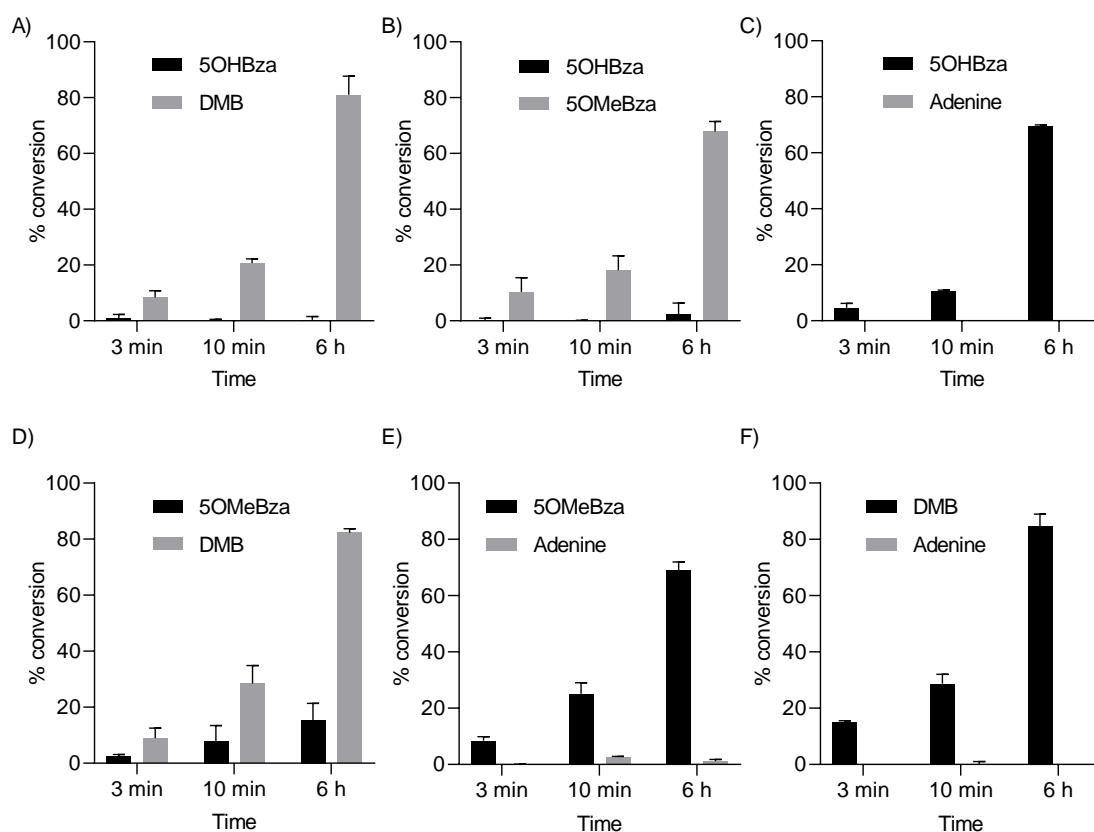 A)
100
80
60
40
20
0
% conversion
5OHBza
DMB
3 min 10 min 6 h
Time
B)
100
80
60
40
20
0
% conversion
5OHBza
5OMeBza
3 min 10 min 6 h
Time
C)
100
80
60
40
20
0
% conversion
5OHBza
Adenine
3 min 10 min 6 h
Time
D)
100
80
60
40
20
0
% conversion
5OMeBza
DMB
3 min 10 min 6 h
Time
E)
100
80
60
40
20
0
% conversion
5OMeBza
Adenine
3 min 10 min 6 h
Time
F)
100
80
60
40
20
0
% conversion
DMB
Adenine
3 min 10 min 6 h
Time